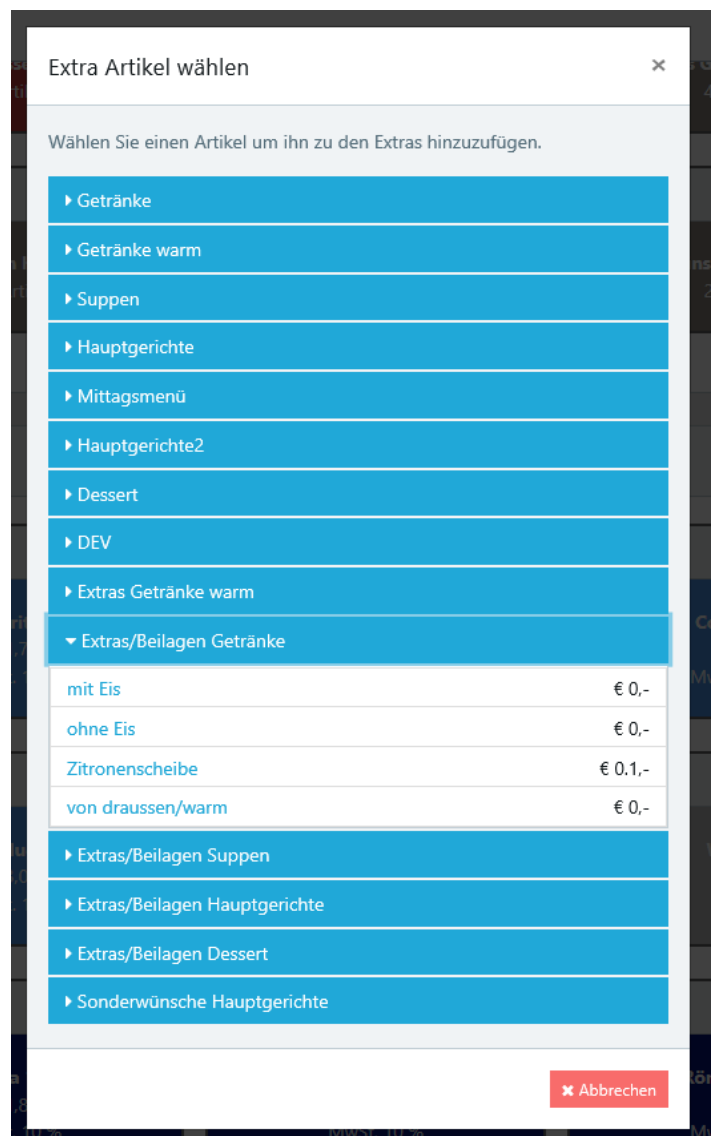 Extra Artikel wählen ×
Wählen Sie einen Artikel um ihn zu den Extras hinzuzufügen.
Getränke
Getränke warm
Suppen
Hauptgerichte
Mittagsmenü
Hauptgerichte2
Dessert
DEV
Extras Getränke warm
Extras/Beilagen Getränke
mit Eis € 0,-
ohne Eis € 0,-
Zitronenscheibe € 0.1,-
von draussen/warm € 0,-
Extras/Beilagen Suppen
Extras/Beilagen Hauptgerichte
Extras/Beilagen Dessert
Sonderwünsche Hauptgerichte
Abbrechen